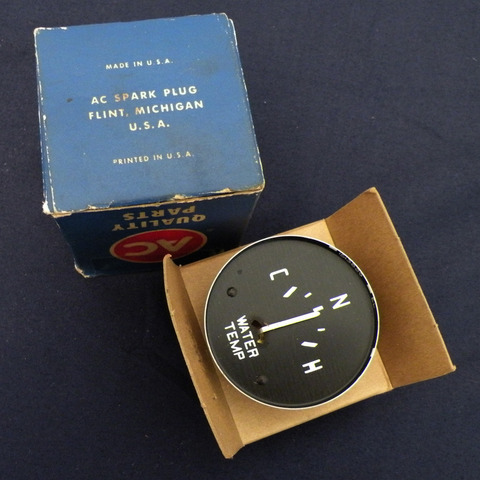 MADE IN U.S.A.
AC SPARK PLUG
FLINT, MICHIGAN
U.S.A.
PRINTED IN U.S.A.
QUALITY
PARTS
AC
C N H
WATER
TEMP